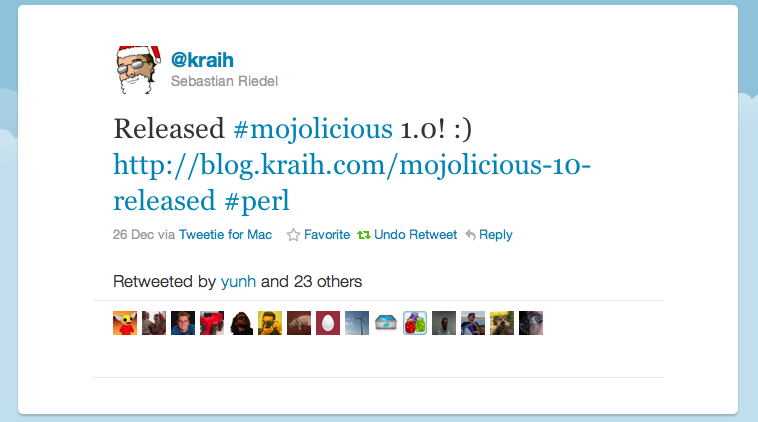 @kraih
Sebastian Riedel
Released #mojolicious 1.0! :)
http://blog.kraih.com/mojolicious-10-
released #perl
26 Dec via Tweetie for Mac Favorite Undo Retweet Reply
Retweeted by yunh and 23 others